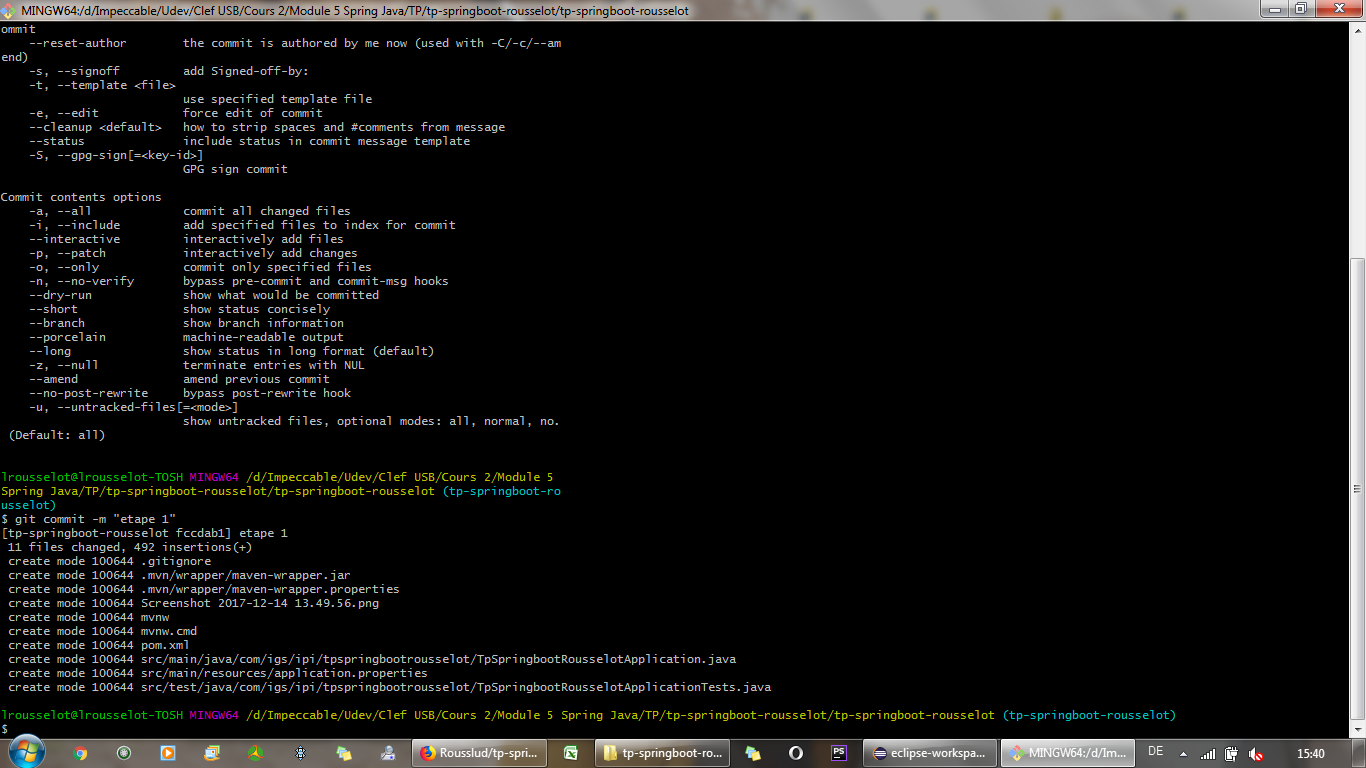 MINGW64:/d/Impeccable/Udev/Clef USB/Cours 2/Module 5 Spring Java/TP/tp-springboot-rousselot/tp-springboot-rousselot
ommit
    --reset-author        the commit is authored by me now (used with -C/-c/--am
end)
    -s, --signoff         add Signed-off-by:
    -t, --template <file>
                          use specified template file
    -e, --edit            force edit of commit
    --cleanup <default>   how to strip spaces and #comments from message
    --status              include status in commit message template
    -S, --gpg-sign[=<key-id>]
                          GPG sign commit
Commit contents options
    -a, --all             commit all changed files
    -i, --include         add specified files to index for commit
    --interactive         interactively add files
    -p, --patch           interactively add changes
    -o, --only            commit only specified files
    -n, --no-verify       bypass pre-commit and commit-msg hooks
    --dry-run             show what would be committed
    --short               show status concisely
    --branch              show branch information
    --porcelain           machine-readable output
    --long                show status in long format (default)
    -z, --null            terminate entries with NUL
    --amend               amend previous commit
    --no-post-rewrite     bypass post-rewrite hook
    -u, --untracked-files[=<mode>]
                          show untracked files, optional modes: all, normal, no.
 (Default: all)
lrousselot@lrousselot-TOSH MINGW64 /d/Impeccable/Udev/Clef USB/Cours 2/Module 5
Spring Java/TP/tp-springboot-rousselot/tp-springboot-rousselot (tp-springboot-ro
usselot)
$ git commit -m "etape 1"
[tp-springboot-rousselot fccdab1] etape 1
 11 files changed, 492 insertions(+)
 create mode 100644 .gitignore
 create mode 100644 .mvn/wrapper/maven-wrapper.jar
 create mode 100644 .mvn/wrapper/maven-wrapper.properties
 create mode 100644 Screenshot 2017-12-14 13.49.56.png
 create mode 100644 mvnw
 create mode 100644 mvnw.cmd
 create mode 100644 pom.xml
 create mode 100644 src/main/java/com/igs/ipi/tpspringbootrousselot/TpSpringbootRousselotApplication.java
 create mode 100644 src/main/resources/application.properties
 create mode 100644 src/test/java/com/igs/ipi/tpspringbootrousselot/TpSpringbootRousselotApplicationTests.java
lrousselot@lrousselot-TOSH MINGW64 /d/Impeccable/Udev/Clef USB/Cours 2/Module 5 Spring Java/TP/tp-springboot-rousselot/tp-springboot-rousselot (tp-springboot-rousselot)
$
Rousslud/tp-spri... tp-springboot-ro... PS eclipse-workspa... MINGW64:/d/Im... DE 15:40